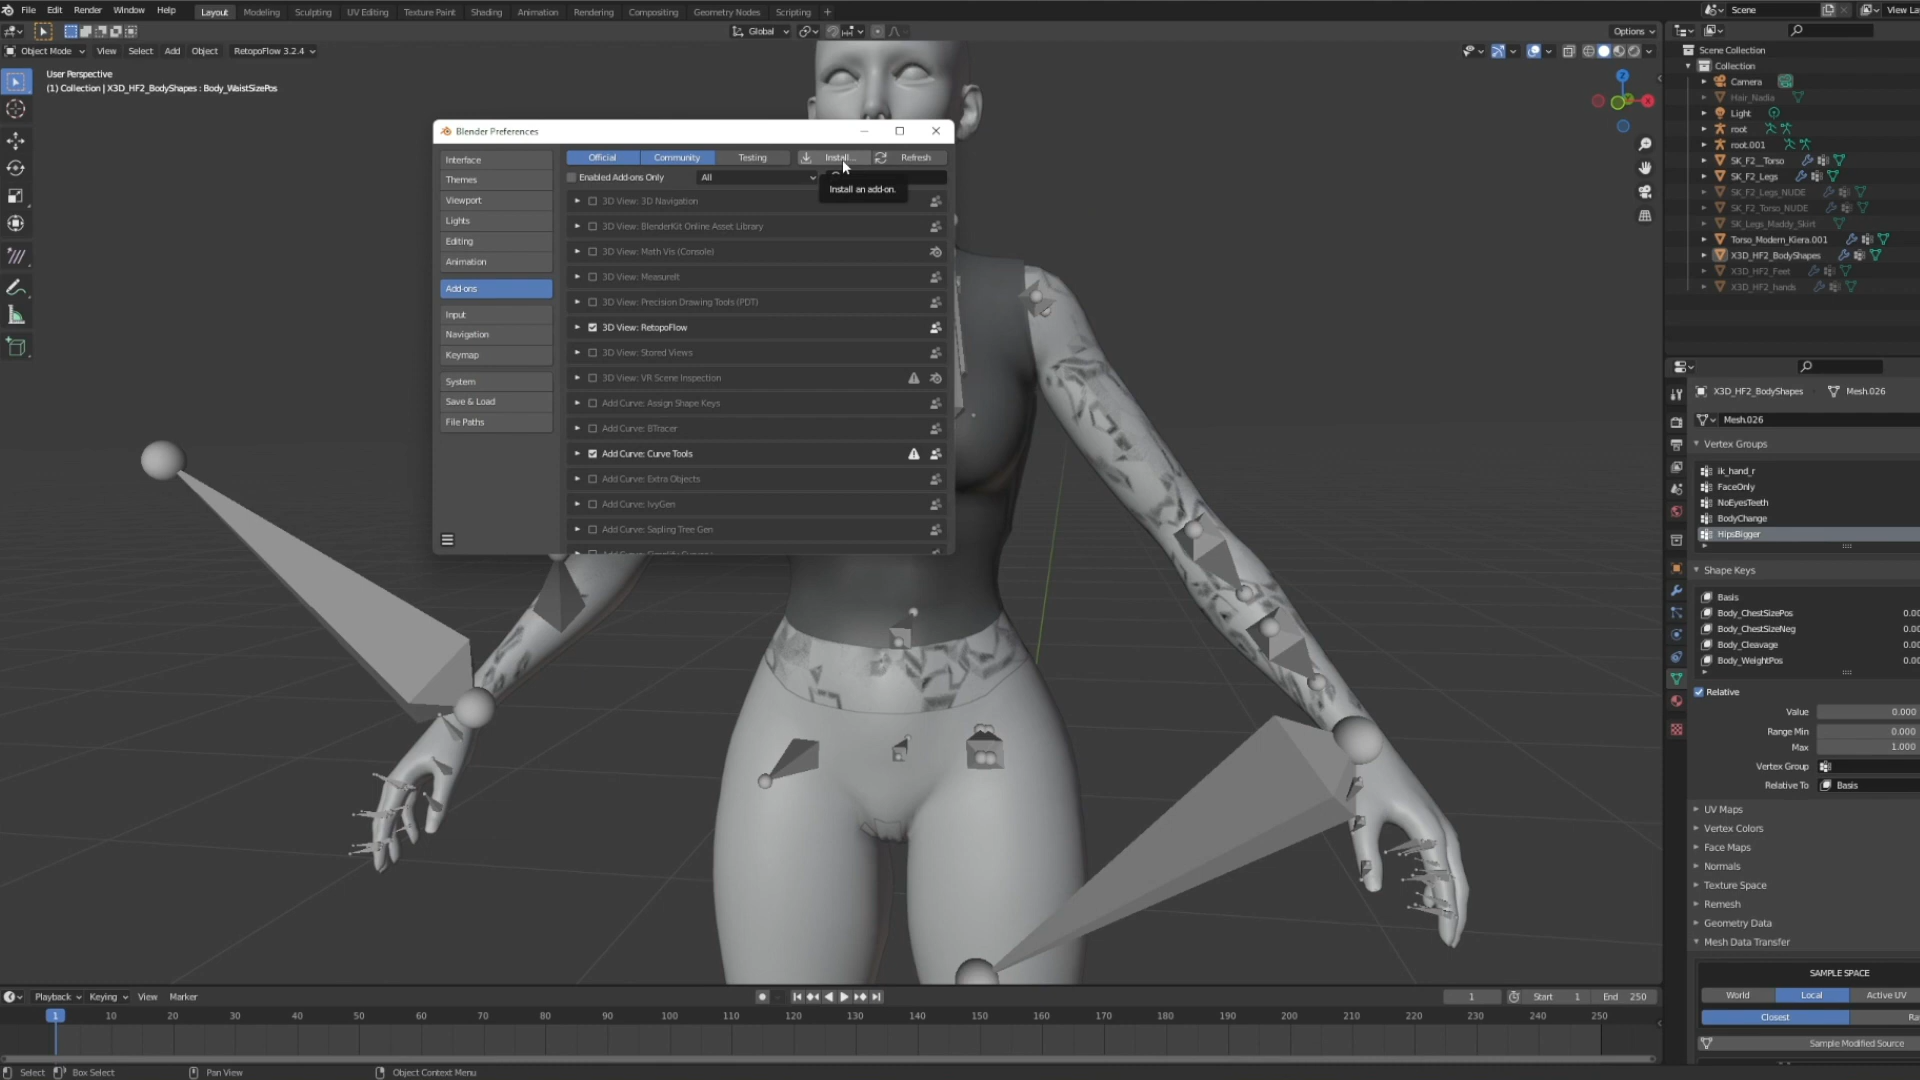 File Edit Render Window Help Layout Modeling Sculpting UV Editing Texture Paint Shading Animation Rendering Compositing Geometry Nodes Scripting + Scene View La
Global Options
Object Mode View Select Add Object RetopoFlow 3.2.4
User Perspective
(1) Collection | X3D_HF2_BodyShapes : Body_WaistSizePos
Blender Preferences
Interface
Themes
Viewport
Lights
Editing
Animation
Add-ons
Input
Navigation
Keymap
System
Save & Load
File Paths
Official Community Testing Install... Refresh
Enabled Add-ons Only All
Install an add-on.
3D View: 3D Navigation
3D View: BlenderKit Online Asset Library
3D View: Math Vis (Console)
3D View: MeasureIt
3D View: Precision Drawing Tools (PDT)
3D View: RetopoFlow
3D View: Stored Views
3D View: VR Scene Inspection
Add Curve: Assign Shape Keys
Add Curve: BTracer
Add Curve: Curve Tools
Add Curve: Extra Objects
Add Curve: IvyGen
Add Curve: Sapling Tree Gen
X
Z
Scene Collection
Collection
Camera
Hair_Nadia
Light
root
root.001
SK_F2__Torso
SK_F2_Legs
SK_F2_Legs_NUDE
SK_F2_Torso_NUDE
SK_Legs_Maddy_Skirt
Torso_Modern_Kiera.001
X3D_HF2_BodyShapes
X3D_HF2_Feet
X3D_HF2_hands
X3D_HF2_BodyShapes Mesh.026
Mesh.026
Vertex Groups
ik_hand_r
FaceOnly
NoEyesTeeth
BodyChange
HipsBigger
Shape Keys
Basis
Body_ChestSizePos 0.00
Body_ChestSizeNeg 0.00
Body_Cleavage 0.00
Body_WeightPos 0.00
Relative
Value 0.000
Range Min 0.000
Max 1.000
Vertex Group
Relative To Basis
UV Maps
Vertex Colors
Face Maps
Normals
Texture Space
Remesh
Geometry Data
Mesh Data Transfer
SAMPLE SPACE
World Local Active UV
Closest Ra
Sample Modified Source
Playback Keying View Marker 1 Start 1 End 250
1 10 20 30 40 50 60 70 80 90 100 110 120 130 140 150 160 170 180 190 200 210 220 230 240 250
Select Box Select Pan View Object Context Menu